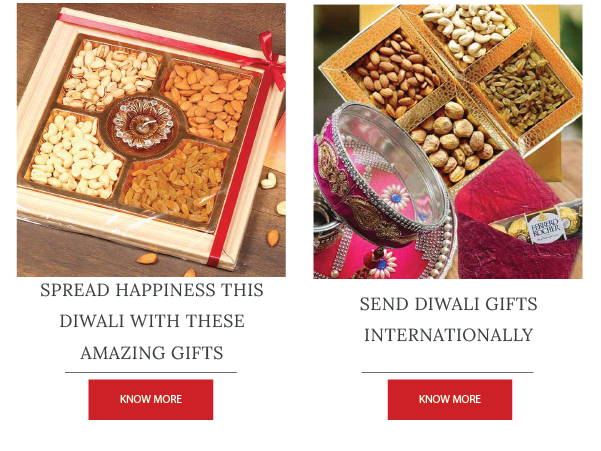 FERRERO
ROCHER
SPREAD HAPPINESS THIS
DIWALI WITH THESE
AMAZING GIFTS
KNOW MORE
SEND DIWALI GIFTS
INTERNATIONALLY
KNOW MORE